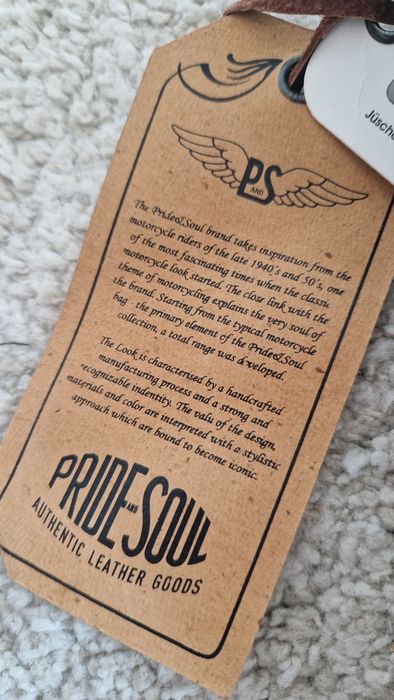 Jüscha
P AND S
The Pride&Soul brand takes inspiration from the
motorcycle riders of the late 1940's and 50's, one
of the most fascinating times when the classic
motorcycle look started. The close link with the
theme of motorcycling explains the very soul of
the brand. Starting from the typical motorcycle
bag - the primary element of the Pride&Soul
collection, a total range was developed.
The Look is characterised by a handcrafted
manufacturing process and a strong and
recognizable indentity. The valu of the design,
materials and color are interpreted with a stylistic
approach which are bound to become iconic.
PRIDE AND SOUL
AUTHENTIC LEATHER GOODS